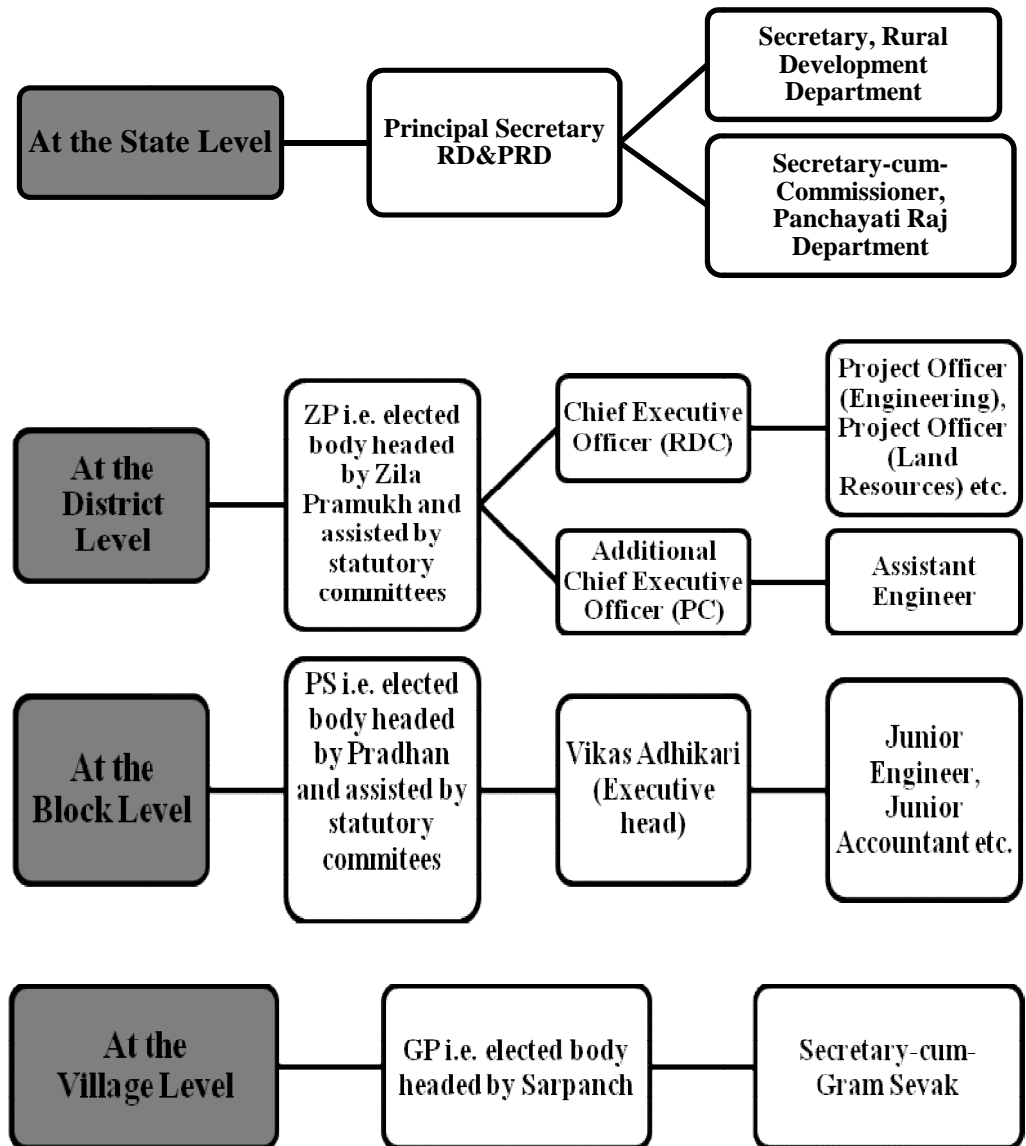 At the State Level
Principal Secretary
RD&PRD
Secretary, Rural
Development
Department
Secretary-cum-
Commissioner,
Panchayati Raj
Department
At the
District
Level
ZP i.e. elected
body headed
by Zila
Pramukh and
assisted by
statutory
committees
Chief Executive
Officer (RDC)
Project Officer
(Engineering),
Project Officer
(Land
Resources) etc.
Additional
Chief Executive
Officer (PC)
Assistant
Engineer
At the
Block Level
PS i.e. elected
body headed
by Pradhan
and assisted by
statutory
commitees
Vikas Adhikari
(Executive
head)
Junior
Engineer,
Junior
Accountant etc.
At the
Village Level
GP i.e. elected body
headed by Sarpanch
Secretary-cum-
Gram Sevak